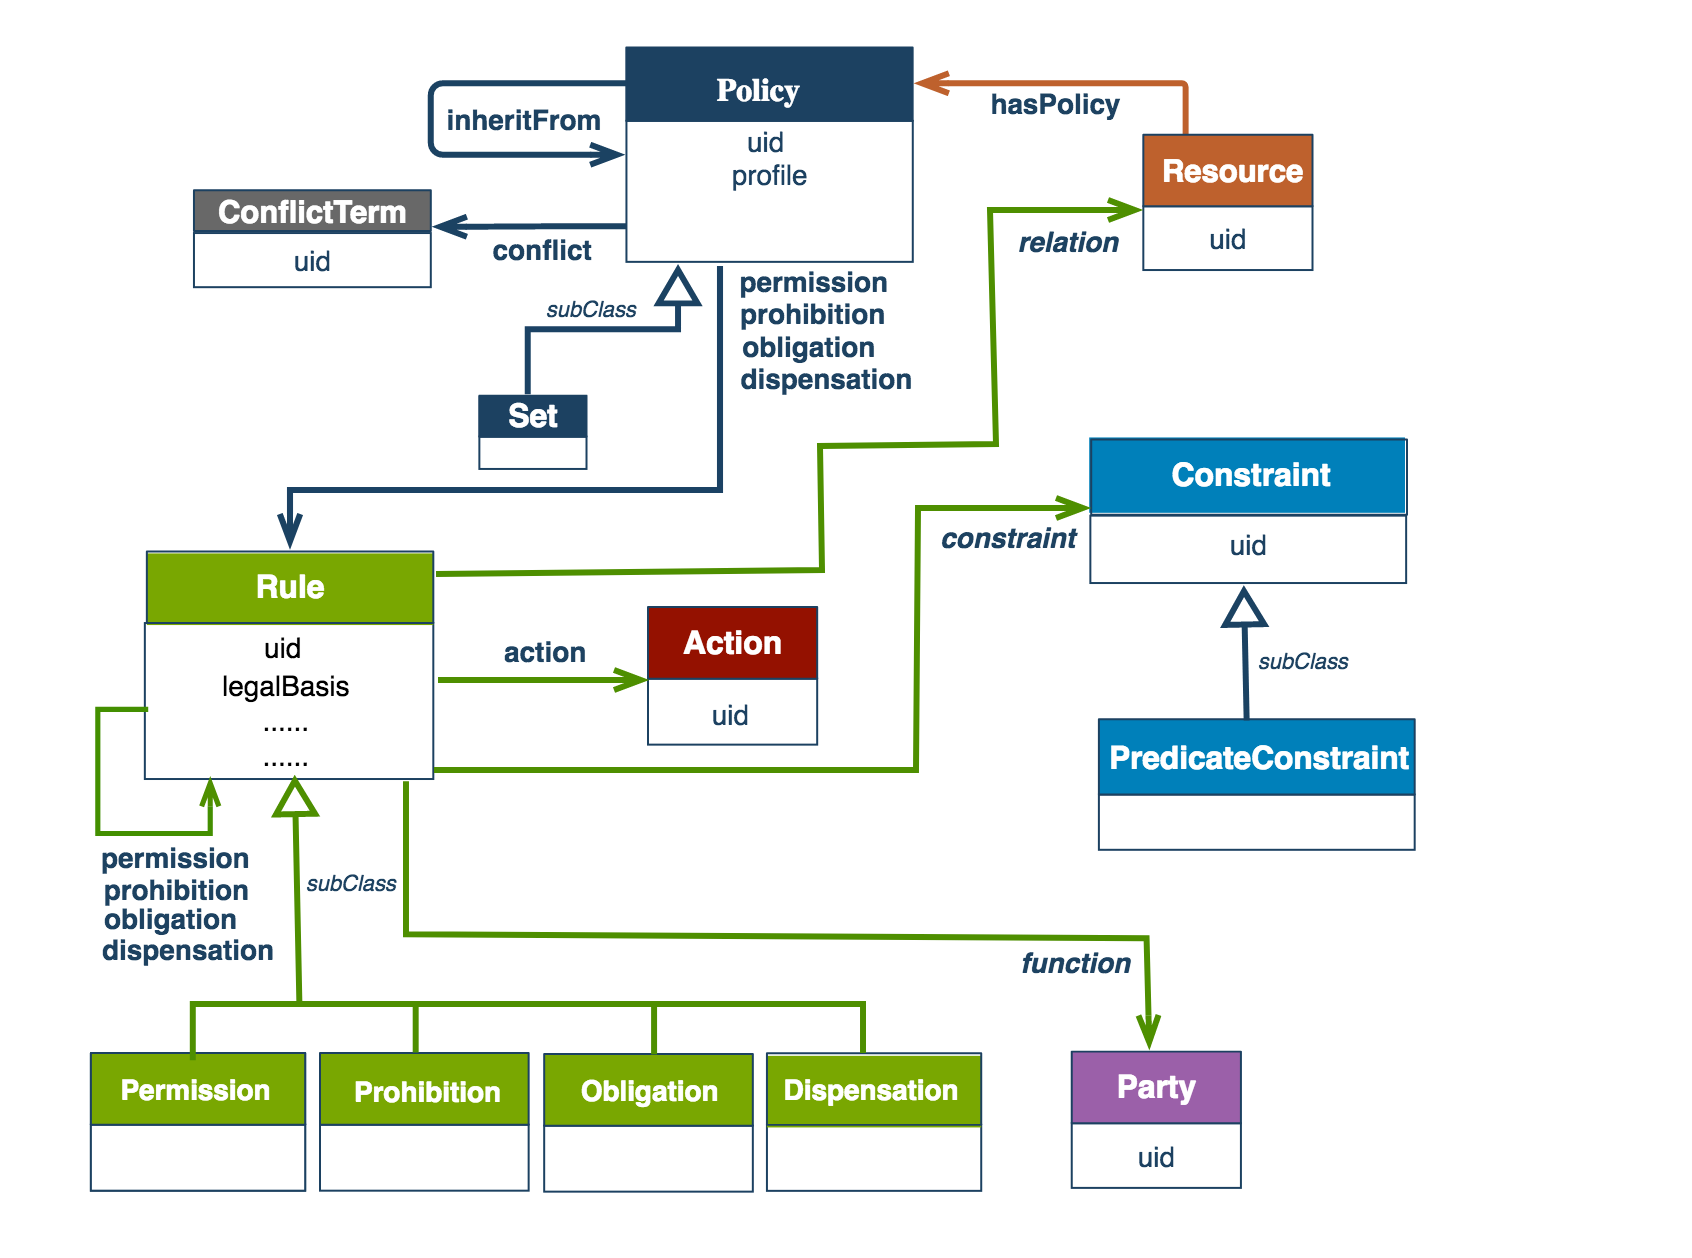 Policy
uid
profile
inheritFrom
hasPolicy
Resource
uid
ConflictTerm
uid
conflict
relation
subClass
permission
prohibition
obligation
dispensation
Set
Constraint
uid
constraint
Rule
uid
legalBasis
......
......
action
Action
uid
subClass
PredicateConstraint
permission
prohibition
obligation
dispensation
subClass
function
Permission
Prohibition
Obligation
Dispensation
Party
uid